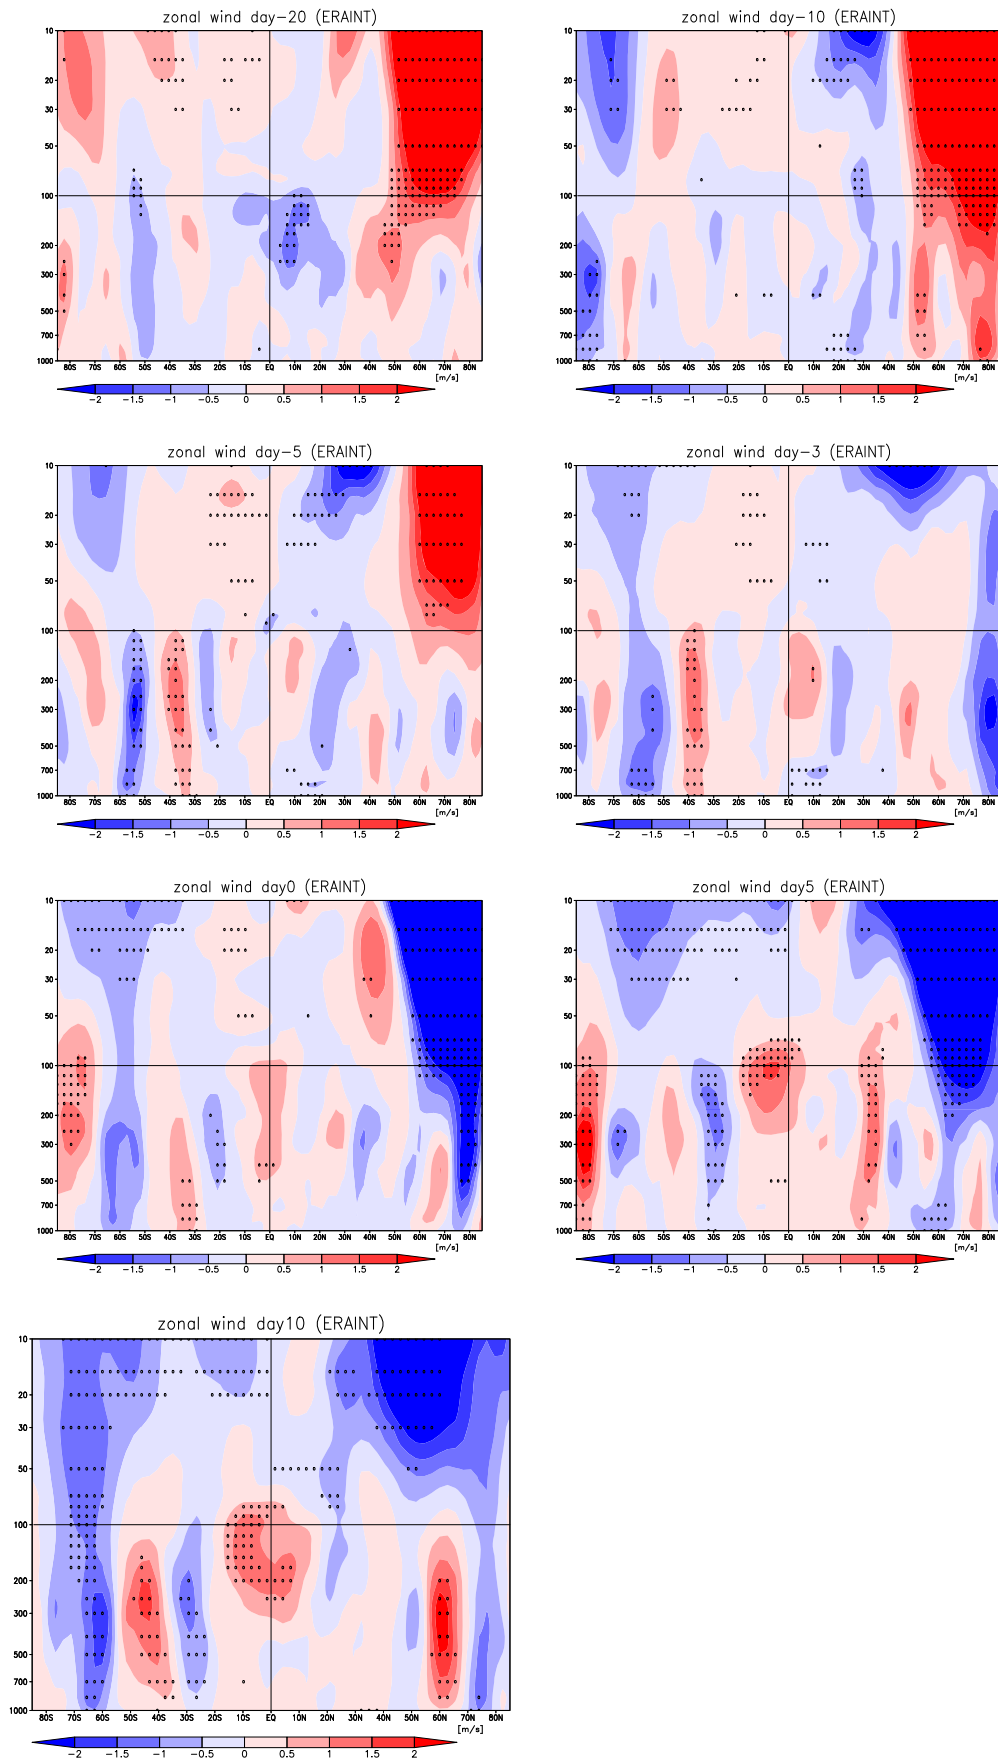 zonal wind day-20 (ERAINT)
10
20
30
50
100
200
300
500
700
1000
80S 70S 60S 50S 40S 30S 20S 10S EQ 10N 20N 30N 40N 50N 60N 70N 80N
[m/s]
-2 -1.5 -1 -0.5 0 0.5 1 1.5 2
zonal wind day-10 (ERAINT)
10
20
30
50
100
200
300
500
700
1000
80S 70S 60S 50S 40S 30S 20S 10S EQ 10N 20N 30N 40N 50N 60N 70N 80N
[m/s]
-2 -1.5 -1 -0.5 0 0.5 1 1.5 2
zonal wind day-5 (ERAINT)
10
20
30
50
100
200
300
500
700
1000
80S 70S 60S 50S 40S 30S 20S 10S EQ 10N 20N 30N 40N 50N 60N 70N 80N
[m/s]
-2 -1.5 -1 -0.5 0 0.5 1 1.5 2
zonal wind day-3 (ERAINT)
10
20
30
50
100
200
300
500
700
1000
80S 70S 60S 50S 40S 30S 20S 10S EQ 10N 20N 30N 40N 50N 60N 70N 80N
[m/s]
-2 -1.5 -1 -0.5 0 0.5 1 1.5 2
zonal wind day0 (ERAINT)
10
20
30
50
100
200
300
500
700
1000
80S 70S 60S 50S 40S 30S 20S 10S EQ 10N 20N 30N 40N 50N 60N 70N 80N
[m/s]
-2 -1.5 -1 -0.5 0 0.5 1 1.5 2
zonal wind day5 (ERAINT)
10
20
30
50
100
200
300
500
700
1000
80S 70S 60S 50S 40S 30S 20S 10S EQ 10N 20N 30N 40N 50N 60N 70N 80N
[m/s]
-2 -1.5 -1 -0.5 0 0.5 1 1.5 2
zonal wind day10 (ERAINT)
10
20
30
50
100
200
300
500
700
1000
80S 70S 60S 50S 40S 30S 20S 10S EQ 10N 20N 30N 40N 50N 60N 70N 80N
[m/s]
-2 -1.5 -1 -0.5 0 0.5 1 1.5 2